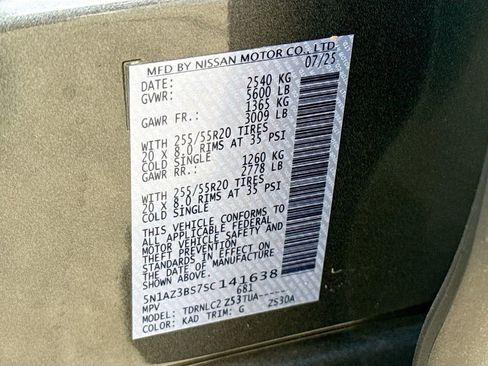 MFD BY NISSAN MOTOR CO., LTD.
DATE: 07/25
GVWR: 2540 KG
5600 LB
GAWR FR.: 1365 KG
3009 LB
WITH 255/55R20 TIRES
20 X 8.0 RIMS AT 35 PSI
COLD SINGLE
GAWR RR.: 1260 KG
2778 LB
WITH 255/55R20 TIRES
20 X 8.0 RIMS AT 35 PSI
COLD SINGLE
THIS VEHICLE CONFORMS TO
ALL APPLICABLE FEDERAL
MOTOR VEHICLE SAFETY AND
THEFT PREVENTION
STANDARDS IN EFFECT ON
THE DATE OF MANUFACTURE
5N1AZ3BS7SC141638
MPV 681
MODEL: TDRNLC2 Z53TUA-----
COLOR: KAD TRIM: G ZS30A